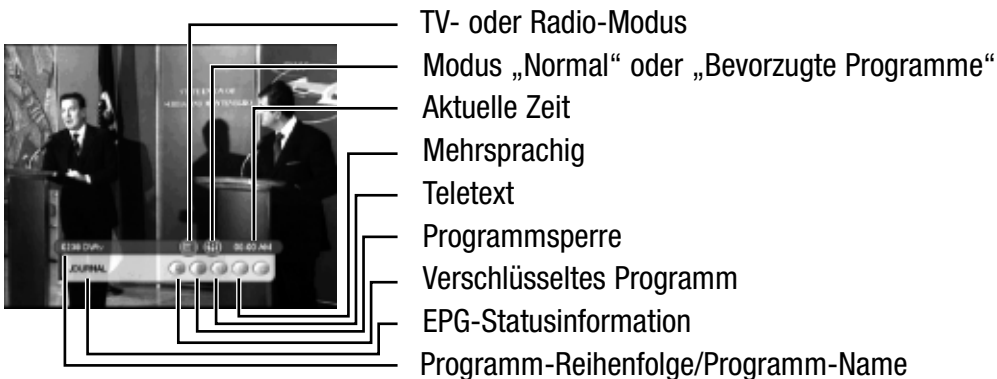 TV- oder Radio-Modus
Modus „Normal“ oder „Bevorzugte Programme“
Aktuelle Zeit
Mehrsprachig
Teletext
Programmsperre
Verschlüsseltes Programm
EPG-Statusinformation
Programm-Reihenfolge/Programm-Name
JOURNAL